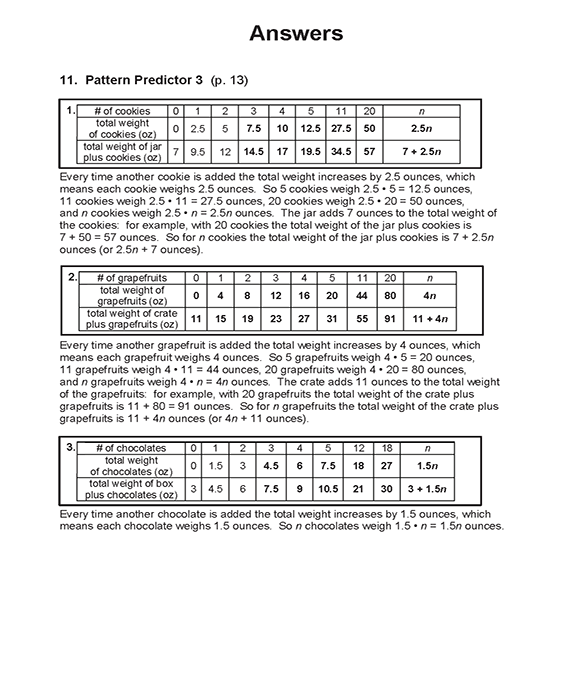 Answers
11. Pattern Predictor 3 (p. 13)
1. # of cookies 0 1 2 3 4 5 11 20 n
total weight of cookies (oz) 0 2.5 5 7.5 10 12.5 27.5 50 2.5n
total weight of jar plus cookies (oz) 7 9.5 12 14.5 17 19.5 34.5 57 7 + 2.5n
Every time another cookie is added the total weight increases by 2.5 ounces, which
means each cookie weighs 2.5 ounces. So 5 cookies weigh 2.5 • 5 = 12.5 ounces,
11 cookies weigh 2.5 • 11 = 27.5 ounces, 20 cookies weigh 2.5 • 20 = 50 ounces,
and n cookies weigh 2.5 • n = 2.5n ounces. The jar adds 7 ounces to the total weight of
the cookies: for example, with 20 cookies the total weight of the jar plus cookies is
7 + 50 = 57 ounces. So for n cookies the total weight of the jar plus cookies is 7 + 2.5n
ounces (or 2.5n + 7 ounces).
2. # of grapefruits 0 1 2 3 4 5 11 20 n
total weight of grapefruits (oz) 0 4 8 12 16 20 44 80 4n
total weight of crate plus grapefruits (oz) 11 15 19 23 27 31 55 91 11 + 4n
Every time another grapefruit is added the total weight increases by 4 ounces, which
means each grapefruit weighs 4 ounces. So 5 grapefruits weigh 4 • 5 = 20 ounces,
11 grapefruits weigh 4 • 11 = 44 ounces, 20 grapefruits weigh 4 • 20 = 80 ounces,
and n grapefruits weigh 4 • n = 4n ounces. The crate adds 11 ounces to the total weight
of the grapefruits: for example, with 20 grapefruits the total weight of the crate plus
grapefruits is 11 + 80 = 91 ounces. So for n grapefruits the total weight of the crate plus
grapefruits is 11 + 4n ounces (or 4n + 11 ounces).
3. # of chocolates 0 1 2 3 4 5 12 18 n
total weight of chocolates (oz) 0 1.5 3 4.5 6 7.5 18 27 1.5n
total weight of box plus chocolates (oz) 3 4.5 6 7.5 9 10.5 21 30 3 + 1.5n
Every time another chocolate is added the total weight increases by 1.5 ounces, which
means each chocolate weighs 1.5 ounces. So n chocolates weigh 1.5 • n = 1.5n ounces.